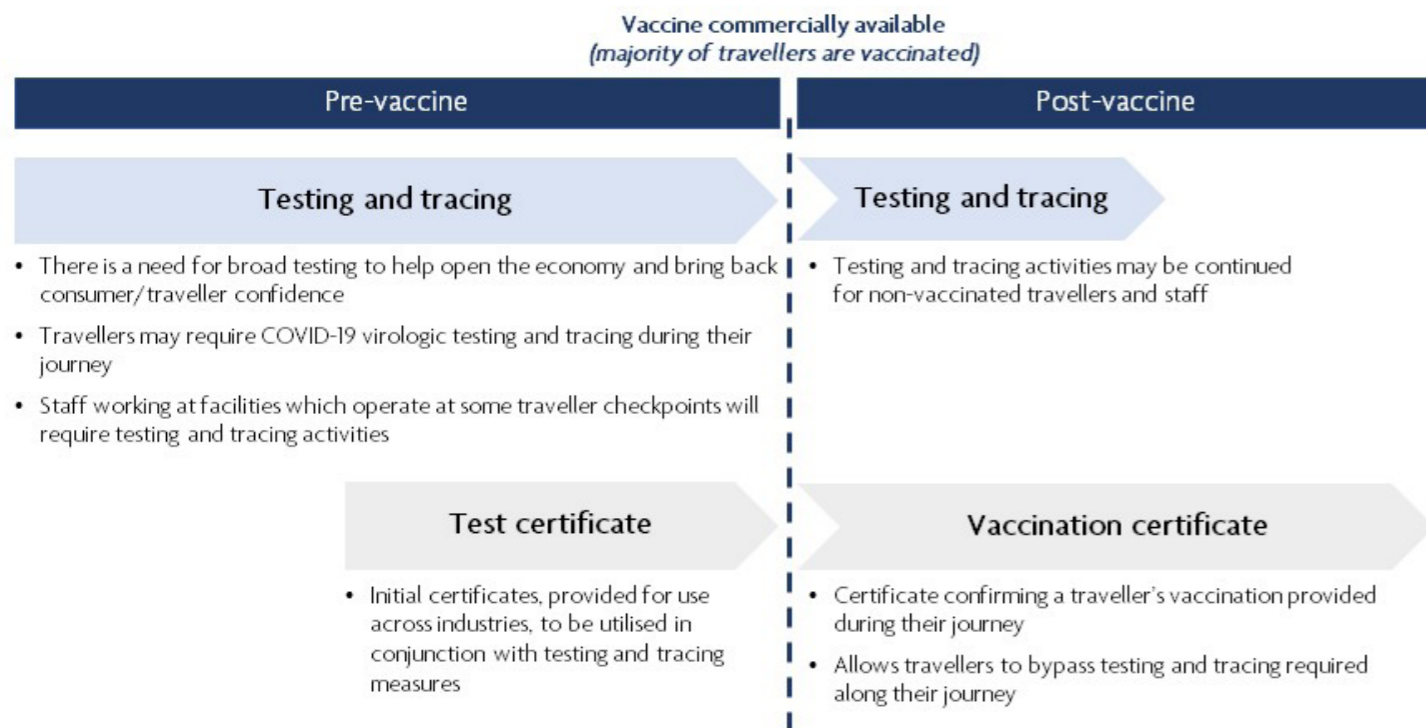 Vaccine commercially available
(majority of travellers are vaccinated)
Pre-vaccine
Post-vaccine
Testing and tracing
• There is a need for broad testing to help open the economy and bring back
consumer/traveller confidence
• Travellers may require COVID-19 virologic testing and tracing during their
journey
• Staff working at facilities which operate at some traveller checkpoints will
require testing and tracing activities
Testing and tracing
• Testing and tracing activities may be continued
for non-vaccinated travellers and staff
Test certificate
• Initial certificates, provided for use
across industries, to be utilised in
conjunction with testing and tracing
measures
Vaccination certificate
• Certificate confirming a traveller's vaccination provided
during their journey
• Allows travellers to bypass testing and tracing required
along their journey